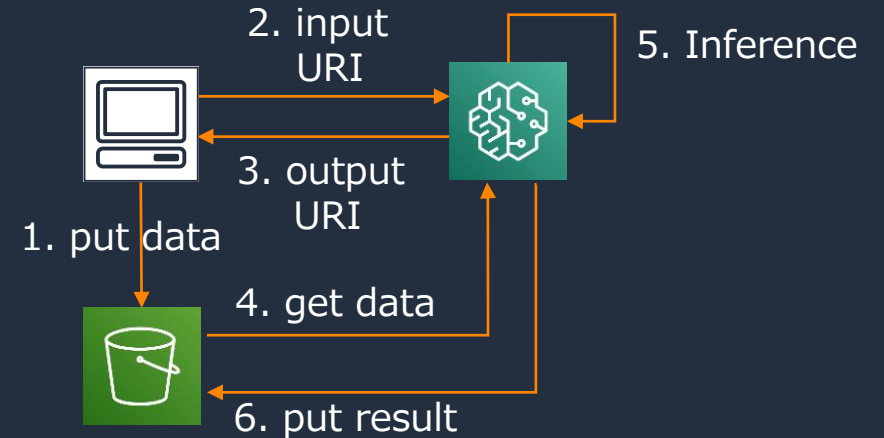 2. input
URI
5. Inference
3. output
URI
1. put data
4. get data
6. put result